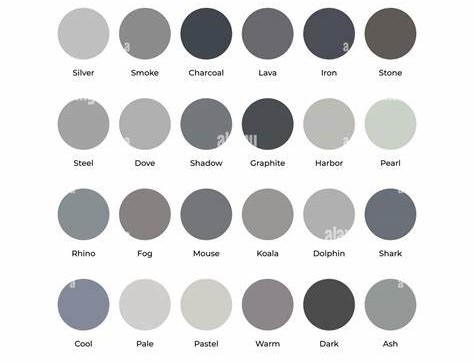 Silver Smoke Charcoal Lava Iron Stone
Steel Dove Shadow Graphite Harbor Pearl
Rhino Fog Mouse Koala Dolphin Shark
Cool Pale Pastel Warm Dark Ash